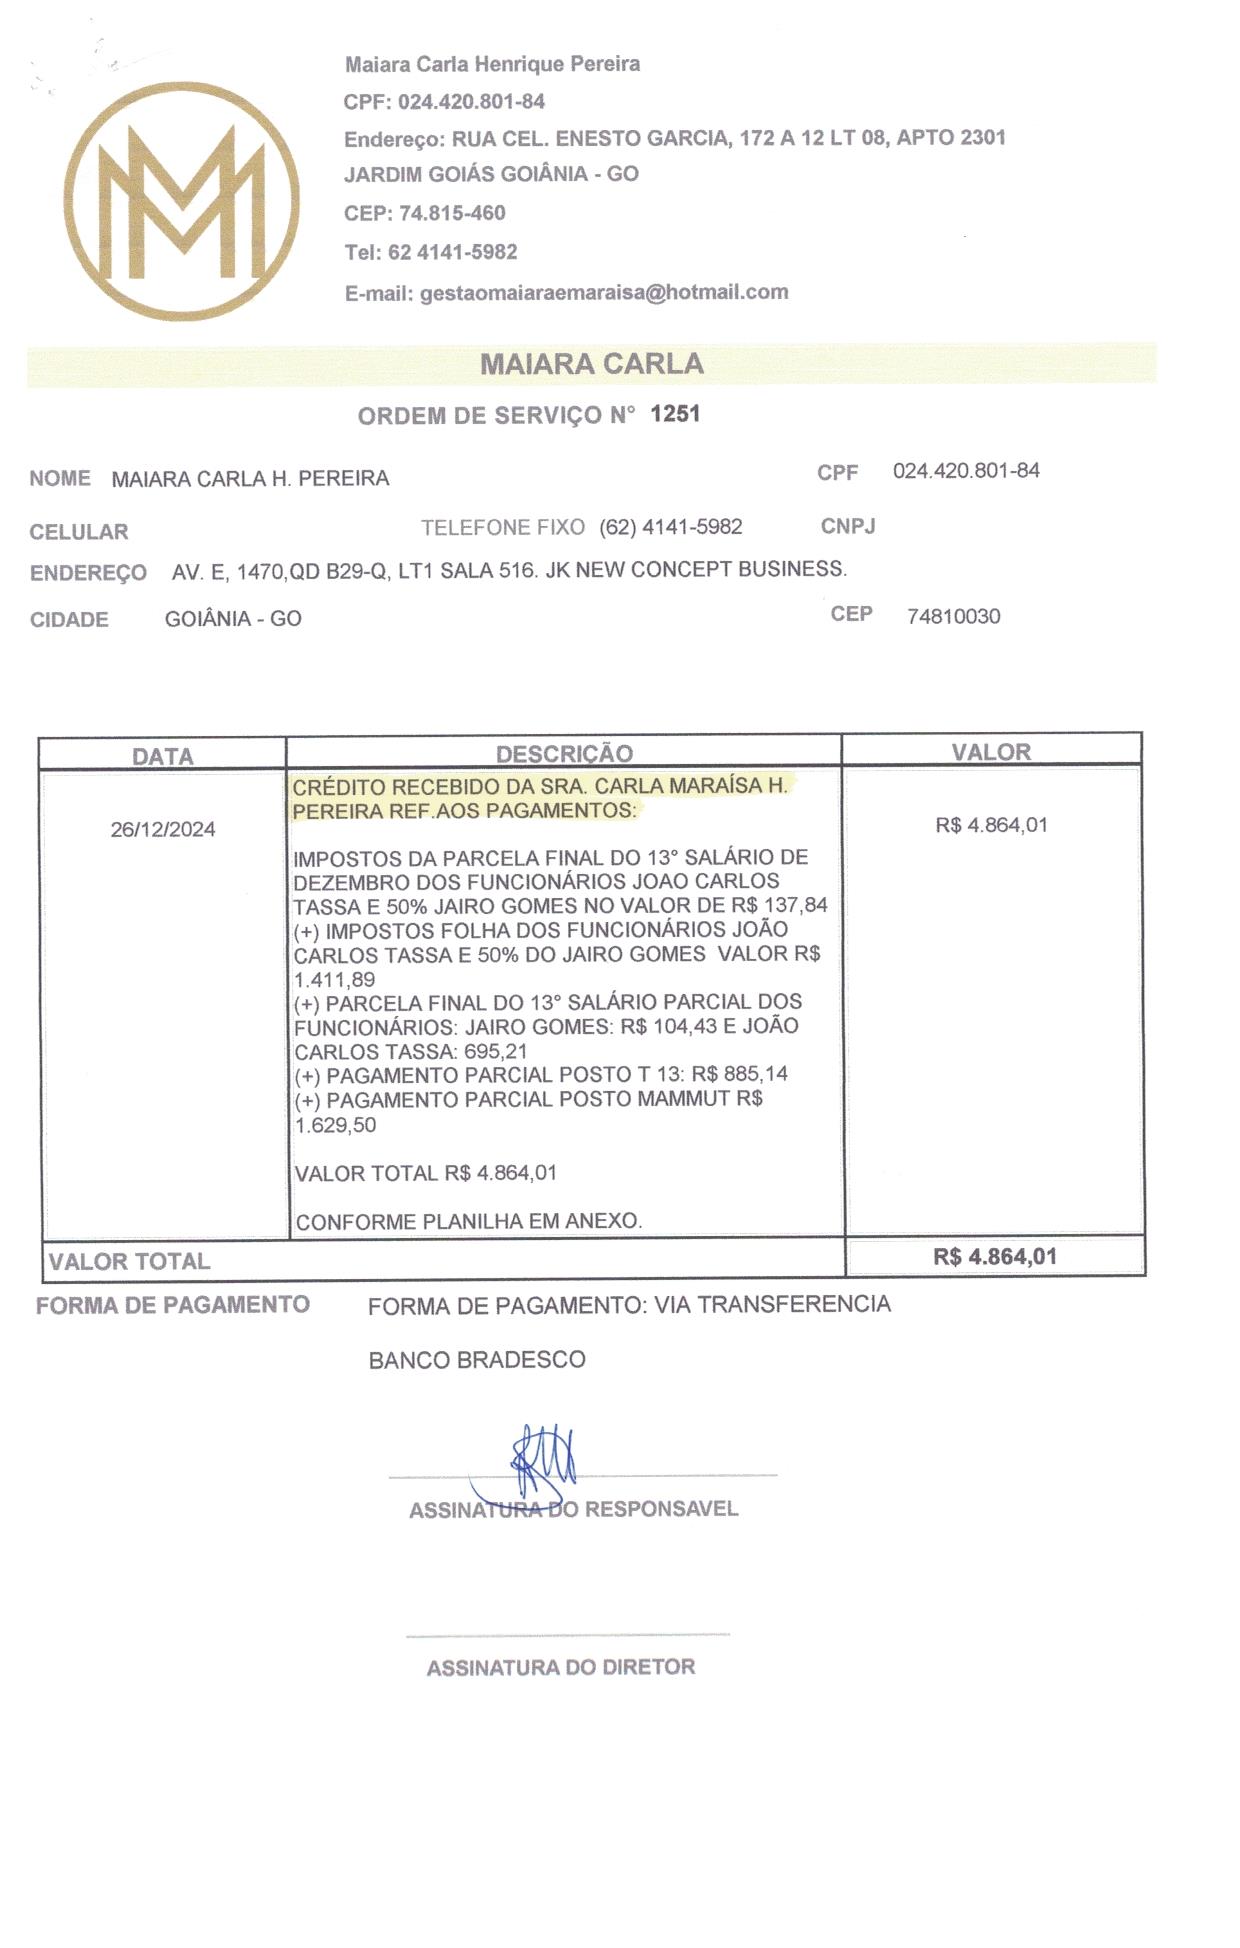 Maiara Carla Henrique Pereira
CPF: 024.420.801-84
Endereço: RUA CEL. ENESTO GARCIA, 172 A 12 LT 08, APTO 2301
JARDIM GOIÁS GOIÂNIA - GO
CEP: 74.815-460
Tel: 62 4141-5982
E-mail: gestaomaiaraemaraisa@hotmail.com
MM
MAIARA CARLA
ORDEM DE SERVIÇO N° 1251
NOME MAIARA CARLA H. PEREIRA CPF 024.420.801-84
CELULAR TELEFONE FIXO (62) 4141-5982 CNPJ
ENDEREÇO AV. E, 1470,QD B29-Q, LT1 SALA 516. JK NEW CONCEPT BUSINESS.
CIDADE GOIÂNIA - GO CEP 74810030
DATA DESCRIÇÃO VALOR
CRÉDITO RECEBIDO DA SRA. CARLA MARAÍSA H.
PEREIRA REF.AOS PAGAMENTOS:
26/12/2024 R$ 4.864,01
IMPOSTOS DA PARCELA FINAL DO 13° SALÁRIO DE
DEZEMBRO DOS FUNCIONÁRIOS JOAO CARLOS
TASSA E 50% JAIRO GOMES NO VALOR DE R$ 137,84
(+) IMPOSTOS FOLHA DOS FUNCIONÁRIOS JOÃO
CARLOS TASSA E 50% DO JAIRO GOMES VALOR R$
1.411,89
(+) PARCELA FINAL DO 13° SALÁRIO PARCIAL DOS
FUNCIONÁRIOS: JAIRO GOMES: R$ 104,43 E JOÃO
CARLOS TASSA: 695,21
(+) PAGAMENTO PARCIAL POSTO T 13: R$ 885,14
(+) PAGAMENTO PARCIAL POSTO MAMMUT R$
1.629,50
VALOR TOTAL R$ 4.864,01
CONFORME PLANILHA EM ANEXO.
VALOR TOTAL R$ 4.864,01
FORMA DE PAGAMENTO FORMA DE PAGAMENTO: VIA TRANSFERENCIA
BANCO BRADESCO
ASSINATURA DO RESPONSAVEL
ASSINATURA DO DIRETOR